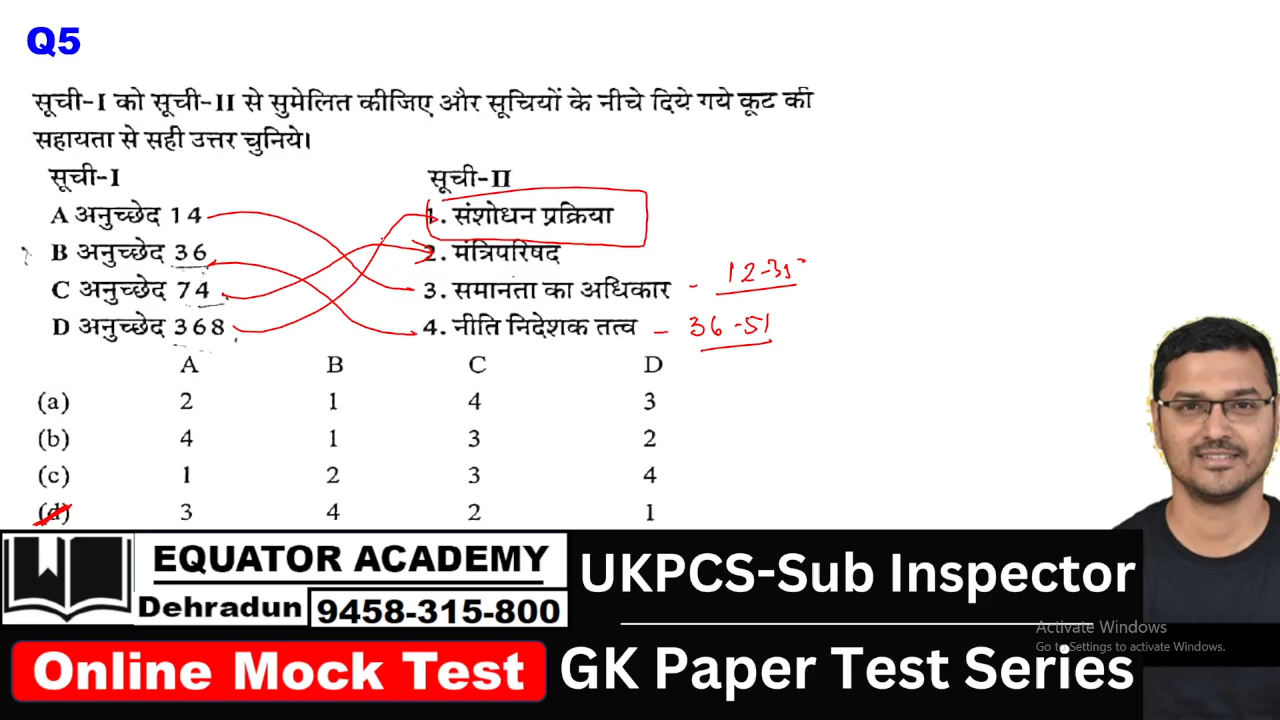 Q5
सूची-I को सूची-II से सुमेलित कीजिए और सूचियों के नीचे दिये गये कूट की
सहायता से सही उत्तर चुनिये।
सूची-I सूची-II
A अनुच्छेद 14 1. संशोधन प्रक्रिया
B अनुच्छेद 36 2. मंत्रिपरिषद
C अनुच्छेद 74 3. समानता का अधिकार - 12-35
D अनुच्छेद 368 4. नीति निदेशक तत्व - 36-51
A B C D
(a) 2 1 4 3
(b) 4 1 3 2
(c) 1 2 3 4
(d) 3 4 2 1
EQUATOR ACADEMY
Dehradun 9458-315-800
UKPCS-Sub Inspector
Activate Windows
Go to Settings to activate Windows.
Online Mock Test
GK Paper Test Series